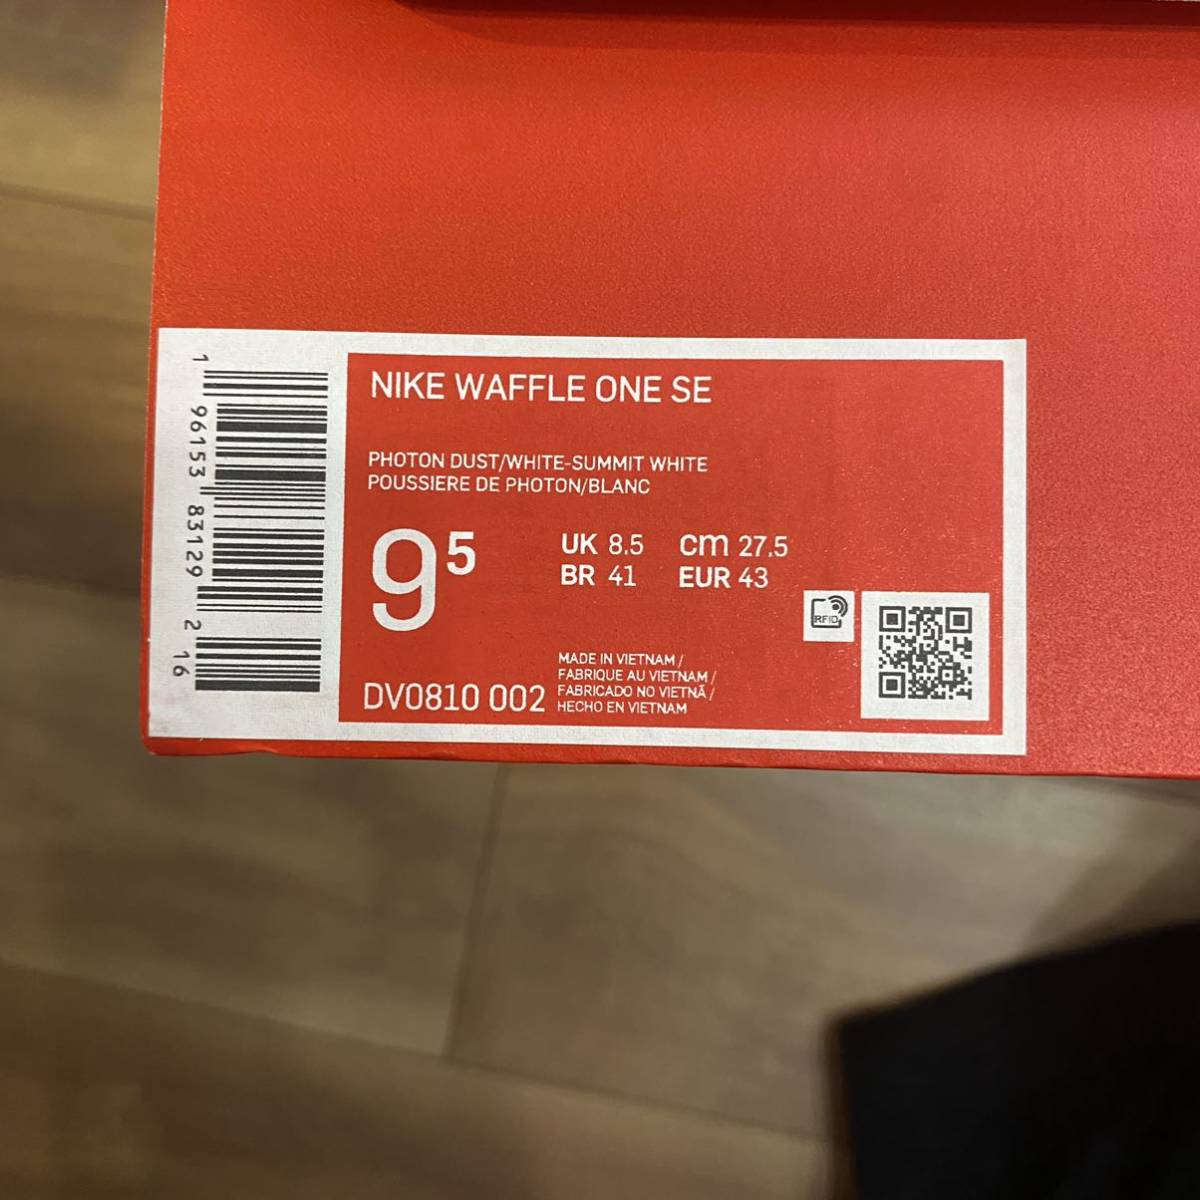 NIKE WAFFLE ONE SE
PHOTON DUST/WHITE-SUMMIT WHITE
POUSSIERE DE PHOTON/BLANC
9 5
UK 8.5 cm 27.5
BR 41 EUR 43
RFID
MADE IN VIETNAM /
FABRIQUE AU VIETNAM /
FABRICADO NO VIETNÃ /
HECHO EN VIETNAM
DV0810 002
1 96153 83129 2 16